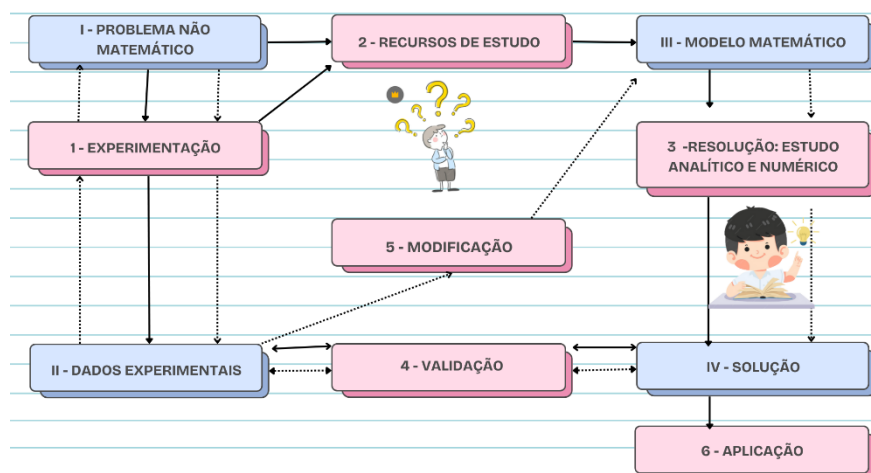 I - PROBLEMA NÃO
MATEMÁTICO
2 - RECURSOS DE ESTUDO
III - MODELO MATEMÁTICO
1 - EXPERIMENTAÇÃO
3 -RESOLUÇÃO: ESTUDO
ANALÍTICO E NUMÉRICO
5 - MODIFICAÇÃO
II - DADOS EXPERIMENTAIS
4 - VALIDAÇÃO
IV - SOLUÇÃO
6 - APLICAÇÃO